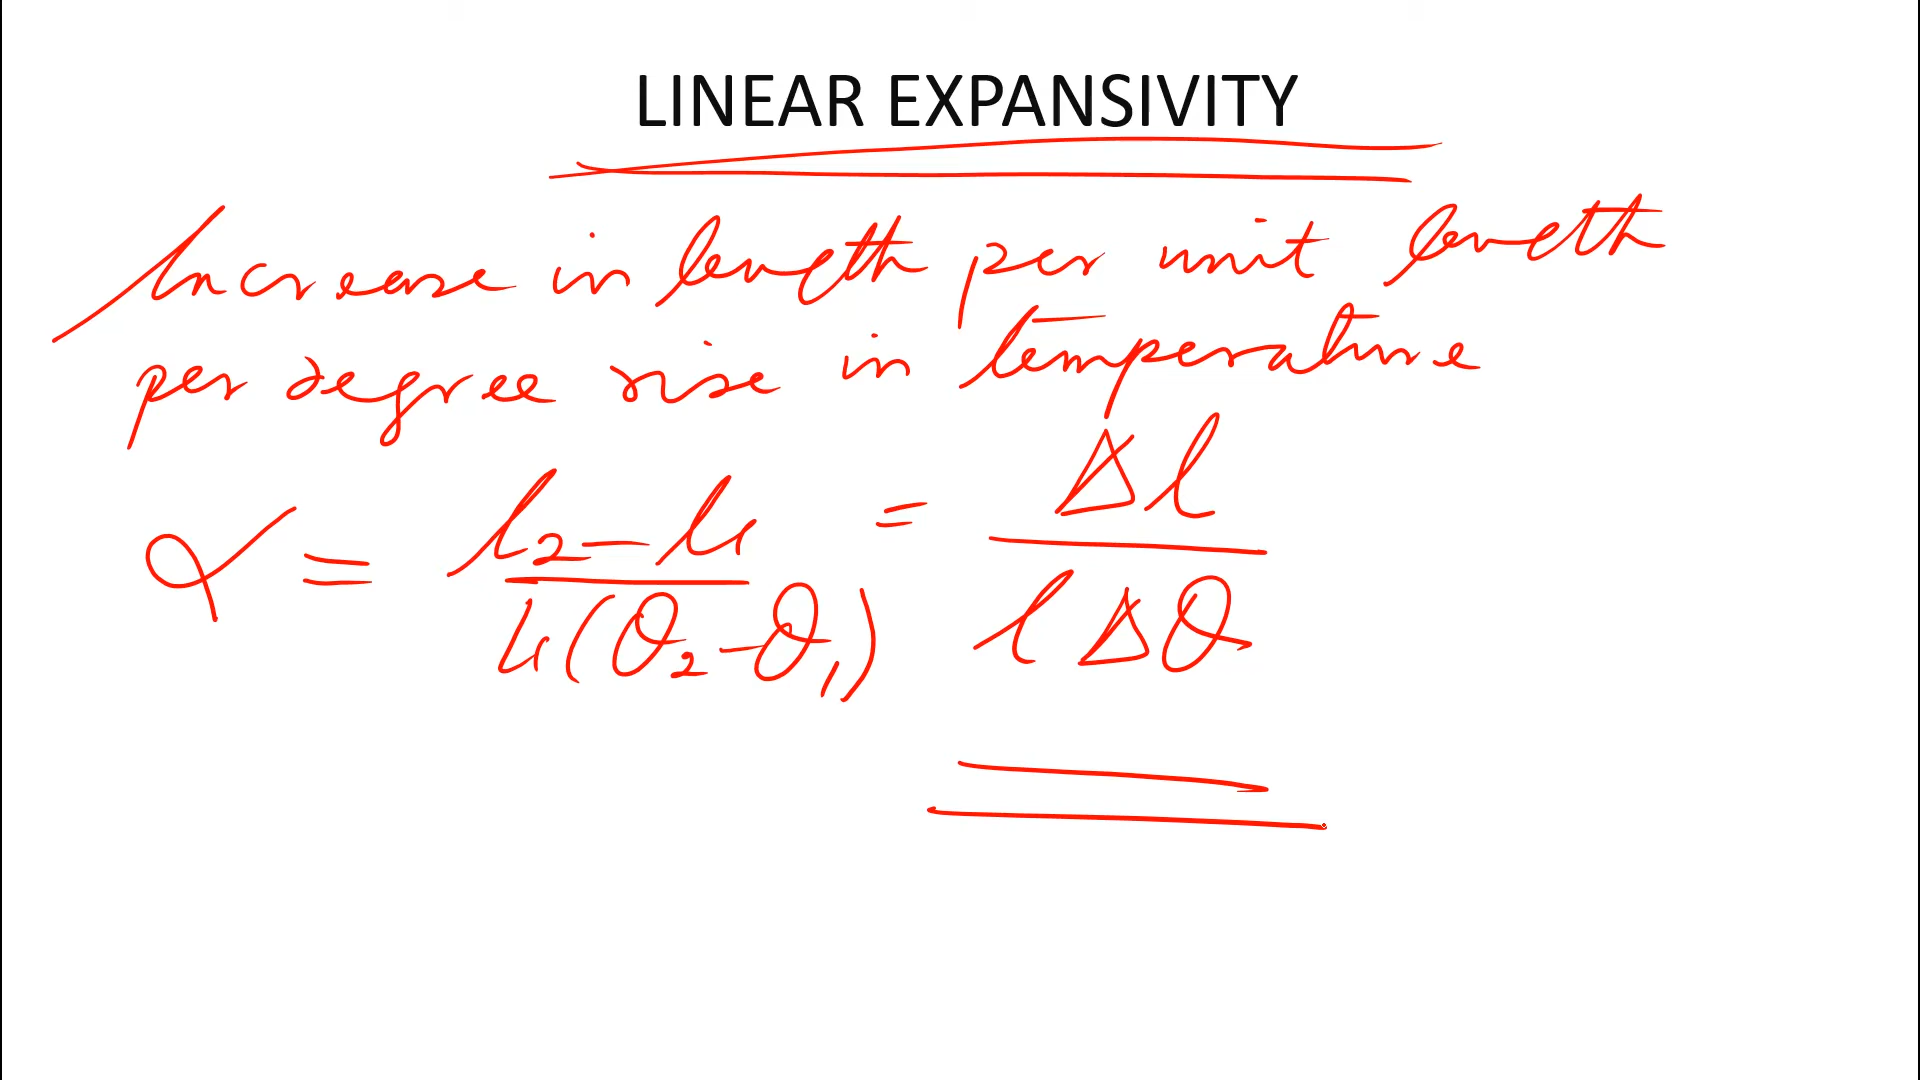 LINEAR EXPANSIVITY
Increase in length per unit length
per degree rise in temperature
α = l₂ – l₁ / l₁(θ₂ – θ₁) = Δl / lΔθ